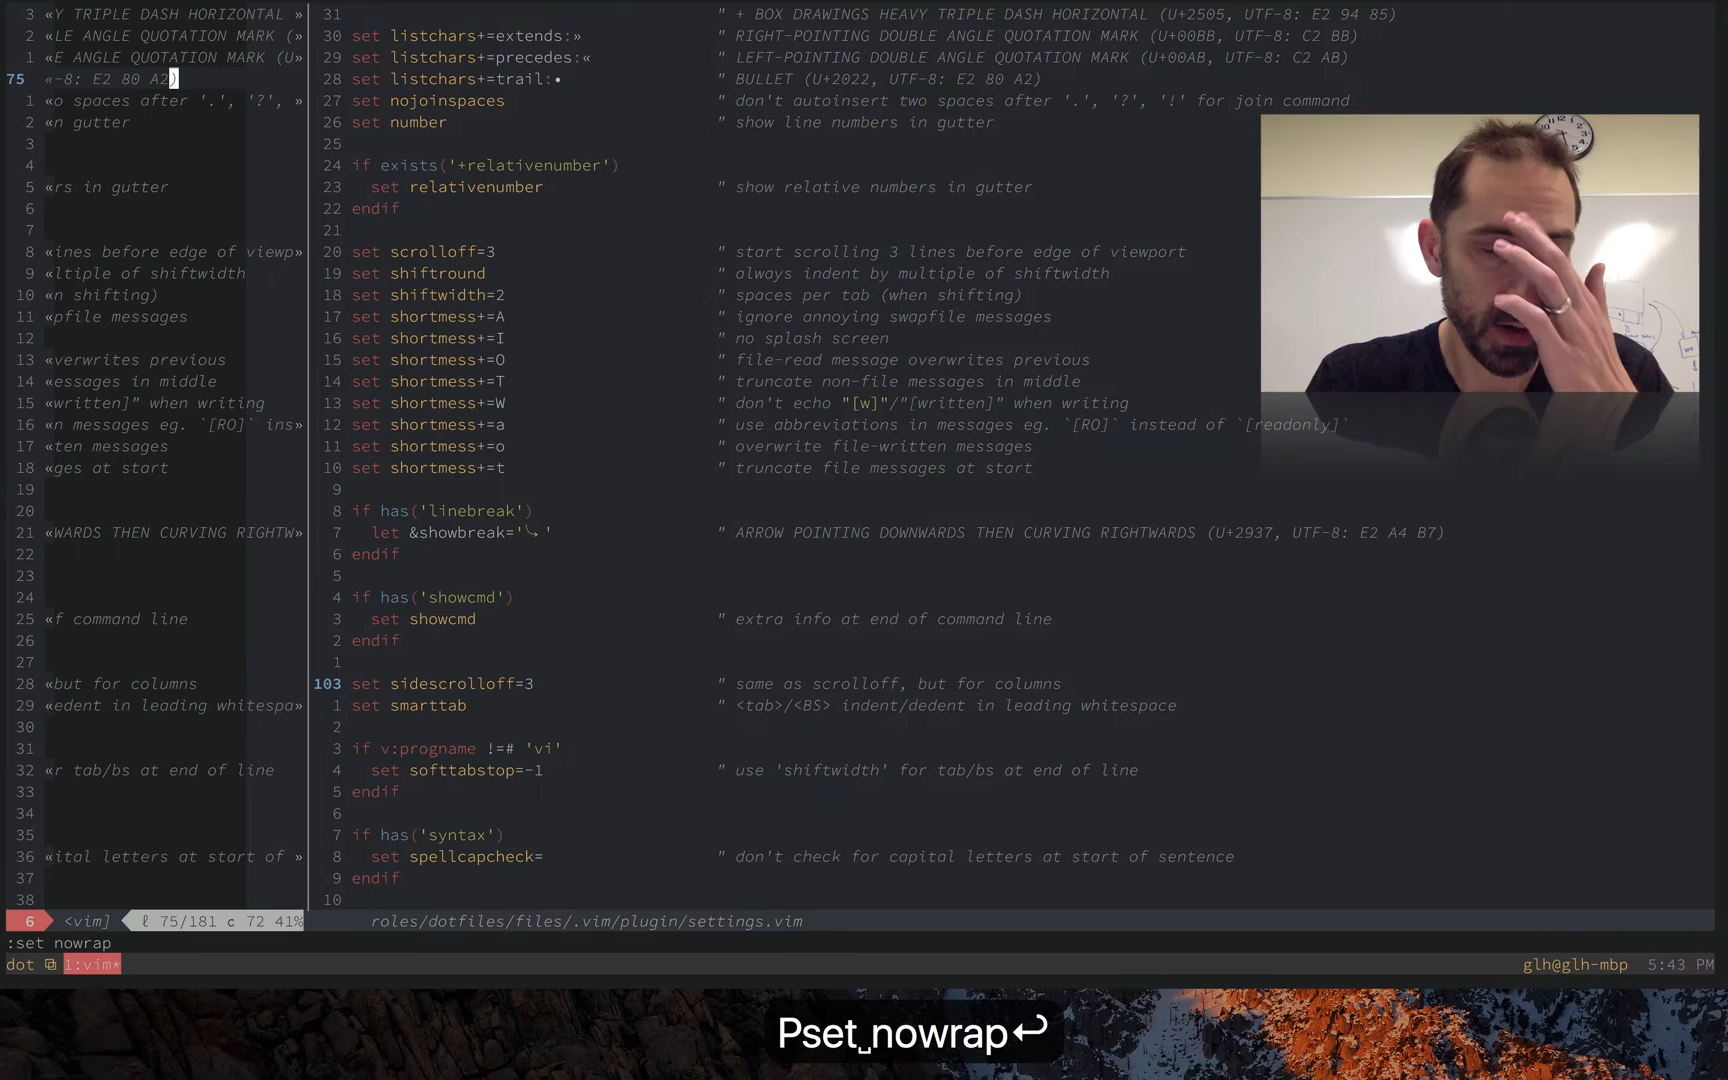 3 «Y TRIPLE DASH HORIZONTAL »
2 «LE ANGLE QUOTATION MARK (»
1 «E ANGLE QUOTATION MARK (U»
75 «-8: E2 80 A2)
1 «o spaces after '.', '?', »
2 «n gutter
3
4
5 «rs in gutter
6
7
8 «ines before edge of viewp»
9 «ltiple of shiftwidth
10 «n shifting)
11 «pfile messages
12
13 «verwrites previous
14 «essages in middle
15 «written]" when writing
16 «n messages eg. `[RO]` ins»
17 «ten messages
18 «ges at start
19
20
21 «WARDS THEN CURVING RIGHTW»
22
23
24
25 «f command line
26
27
28 «but for columns
29 «edent in leading whitespa»
30
31
32 «r tab/bs at end of line
33
34
35
36 «ital letters at start of »
37
38
6 <vim] ℓ 75/181 c 72 41%
31 " + BOX DRAWINGS HEAVY TRIPLE DASH HORIZONTAL (U+2505, UTF-8: E2 94 85)
30 set listchars+=extends:» " RIGHT-POINTING DOUBLE ANGLE QUOTATION MARK (U+00BB, UTF-8: C2 BB)
29 set listchars+=precedes:« " LEFT-POINTING DOUBLE ANGLE QUOTATION MARK (U+00AB, UTF-8: C2 AB)
28 set listchars+=trail:• " BULLET (U+2022, UTF-8: E2 80 A2)
27 set nojoinspaces " don't autoinsert two spaces after '.', '?', '!' for join command
26 set number " show line numbers in gutter
25
24 if exists('+relativenumber')
23 set relativenumber " show relative numbers in gutter
22 endif
21
20 set scrolloff=3 " start scrolling 3 lines before edge of viewport
19 set shiftround " always indent by multiple of shiftwidth
18 set shiftwidth=2 " spaces per tab (when shifting)
17 set shortmess+=A " ignore annoying swapfile messages
16 set shortmess+=I " no splash screen
15 set shortmess+=O " file-read message overwrites previous
14 set shortmess+=T " truncate non-file messages in middle
13 set shortmess+=W " don't echo "[w]"/"[written]" when writing
12 set shortmess+=a " use abbreviations in messages eg. `[RO]` instead of `[readonly]`
11 set shortmess+=o " overwrite file-written messages
10 set shortmess+=t " truncate file messages at start
9
8 if has('linebreak')
7 let &showbreak='⤷ ' " ARROW POINTING DOWNWARDS THEN CURVING RIGHTWARDS (U+2937, UTF-8: E2 A4 B7)
6 endif
5
4 if has('showcmd')
3 set showcmd " extra info at end of command line
2 endif
1
103 set sidescrolloff=3 " same as scrolloff, but for columns
1 set smarttab " <tab>/<BS> indent/dedent in leading whitespace
2
3 if v:progname !=# 'vi'
4 set softtabstop=-1 " use 'shiftwidth' for tab/bs at end of line
5 endif
6
7 if has('syntax')
8 set spellcapcheck= " don't check for capital letters at start of sentence
9 endif
10
roles/dotfiles/files/.vim/plugin/settings.vim
:set nowrap
dot 1:vim* glh@glh-mbp 5:43 PM
Pset␣nowrap↩